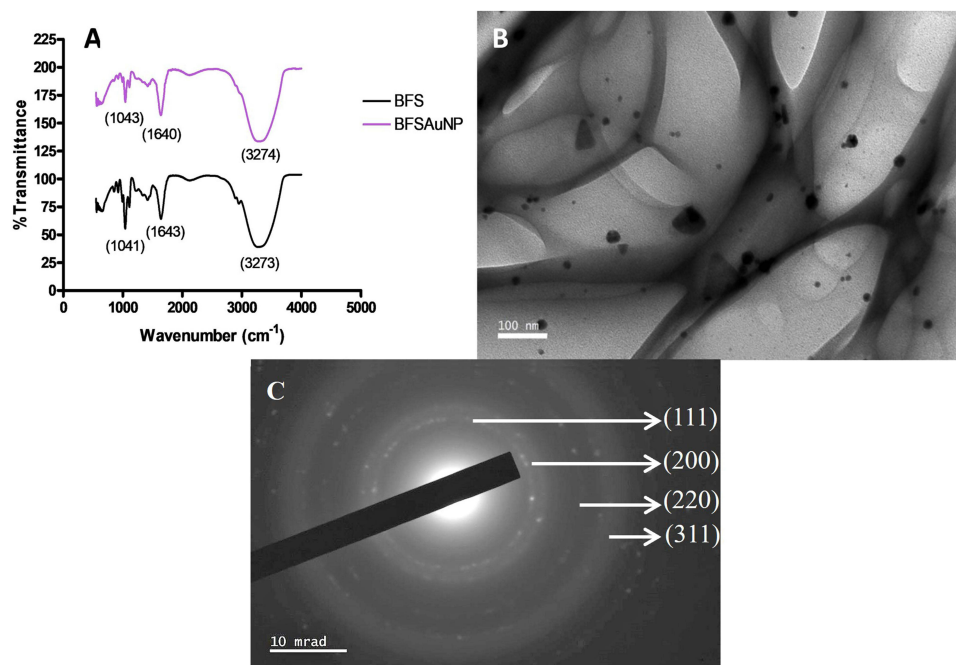 A
225
200
175
150
125
100
75
50
25
0
%Transmittance
(1043)
(1640)
(3274)
(1041)
(1643)
(3273)
0 1000 2000 3000 4000 5000
Wavenumber (cm⁻¹)
BFS
BFSAuNP
B
100 nm
C
(111)
(200)
(220)
(311)
10 mrad